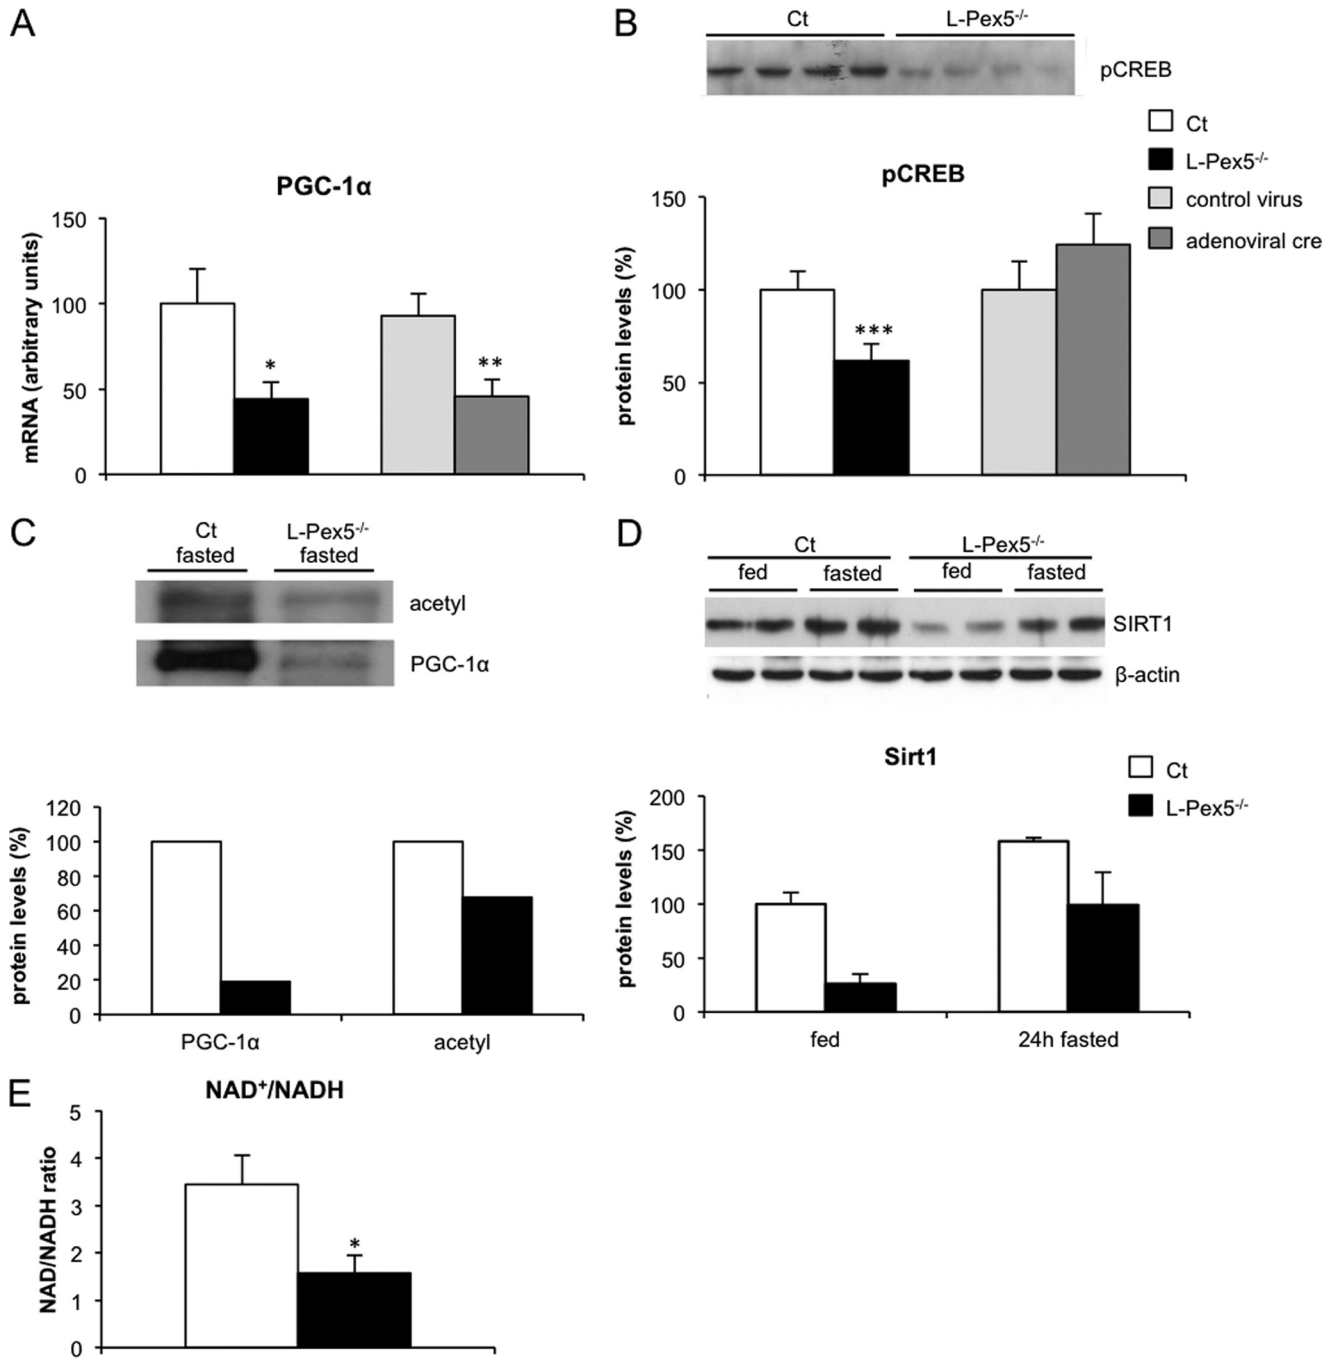 A
PGC-1α
mRNA (arbitrary units)
150
100
50
0
*
**
B
Ct L-Pex5-/-
pCREB
Ct
L-Pex5-/-
control virus
adenoviral cre
pCREB
protein levels (%)
150
100
50
0
***
C
Ct L-Pex5-/-
fasted fasted
acetyl
PGC-1α
protein levels (%)
120
100
80
60
40
20
0
PGC-1α acetyl
D
Ct L-Pex5-/-
fed fasted fed fasted
SIRT1
β-actin
Sirt1
Ct
L-Pex5-/-
protein levels (%)
200
150
100
50
0
fed 24h fasted
E
NAD+/NADH
NAD/NADH ratio
5
4
3
2
1
0
*